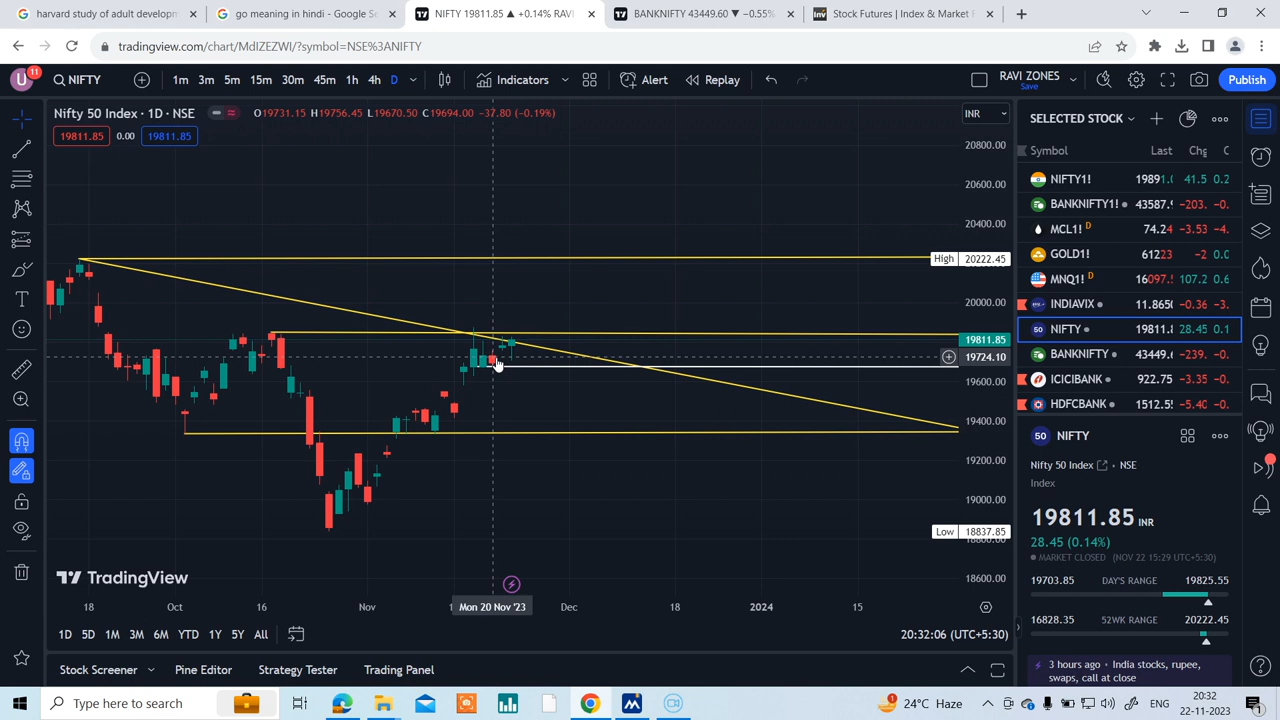 harvard study of adult developm
go meaning in hindi - Google Se
NIFTY 19811.85 ▲ +0.14% RAVI
BANKNIFTY 43449.60 ▼ −0.55%
Inv Stock Futures | Index & Market F
tradingview.com/chart/MdIZEZWI/?symbol=NSE%3ANIFTY
U 11 NIFTY 1m 3m 5m 15m 30m 45m 1h 4h D Indicators Alert Replay RAVI ZONES Save Publish
Nifty 50 Index · 1D · NSE O19731.15 H19756.45 L19670.50 C19694.00 −37.80 (−0.19%)
19811.85 0.00 19811.85
INR
20800.00
20600.00
20400.00
High 20222.45
20000.00
19811.85
19724.10
19600.00
19400.00
19200.00
19000.00
Low 18837.85
18600.00
TradingView
18 Oct 16 Nov Mon 20 Nov '23 Dec 18 2024 15
1D 5D 1M 3M 6M YTD 1Y 5Y All 20:32:06 (UTC+5:30)
Stock Screener Pine Editor Strategy Tester Trading Panel
SELECTED STOCK
Symbol Last Chg C
NIFTY1! 19891.0 41.5 0.2
BANKNIFTY1! 43587.9 −203. −0.
MCL1! D 74.24 −3.53 −4.
GOLD1! 61223 −2 0.0
MNQ1! D 16097. 107.2 0.6
INDIAVIX 11.8650 −0.36 −3.
50 NIFTY 19811.8 28.45 0.1
BANKNIFTY 43449.6 −239. −0.
ICICIBANK 922.75 −3.35 −0.
HDFCBANK 1512.55 −5.40 −0.
50 NIFTY
Nifty 50 Index · NSE
Index
19811.85 INR
28.45 (0.14%)
MARKET CLOSED (NOV 22 15:29 UTC+5:30)
19703.85 DAY'S RANGE 19825.55
16828.35 52WK RANGE 20222.45
3 hours ago · India stocks, rupee, swaps, call at close
Type here to search
1 24°C Haze ENG 20:32
22-11-2023
1